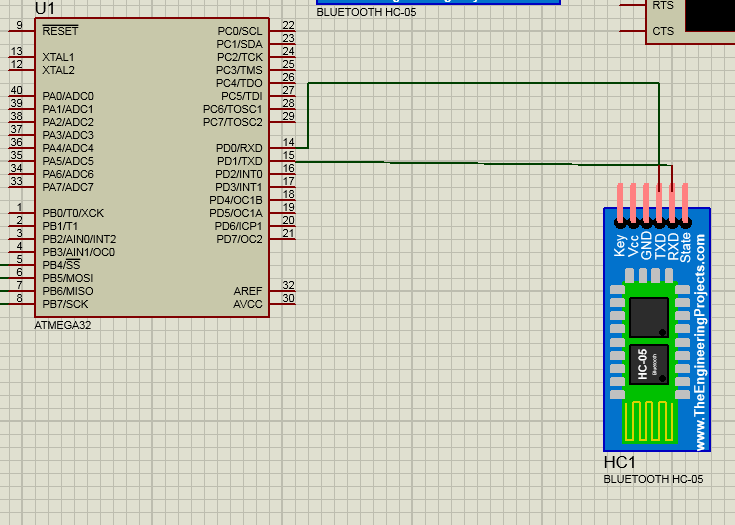 U1
9 RESET
13 XTAL1
12 XTAL2
40 PA0/ADC0
39 PA1/ADC1
38 PA2/ADC2
37 PA3/ADC3
36 PA4/ADC4
35 PA5/ADC5
34 PA6/ADC6
33 PA7/ADC7
1 PB0/T0/XCK
2 PB1/T1
3 PB2/AIN0/INT2
4 PB3/AIN1/OC0
5 PB4/SS
6 PB5/MOSI
7 PB6/MISO
8 PB7/SCK
PC0/SCL 22
PC1/SDA 23
PC2/TCK 24
PC3/TMS 25
PC4/TDO 26
PC5/TDI 27
PC6/TOSC1 28
PC7/TOSC2 29
PD0/RXD 14
PD1/TXD 15
PD2/INT0 16
PD3/INT1 17
PD4/OC1B 18
PD5/OC1A 19
PD6/ICP1 20
PD7/OC2 21
AREF 32
AVCC 30
ATMEGA32
BLUETOOTH HC-05
RTS
CTS
Key
Vcc
GND
TXD
RXD
State
HC-05
Bluetooth
www.TheEngineeringProjects.com
HC1
BLUETOOTH HC-05